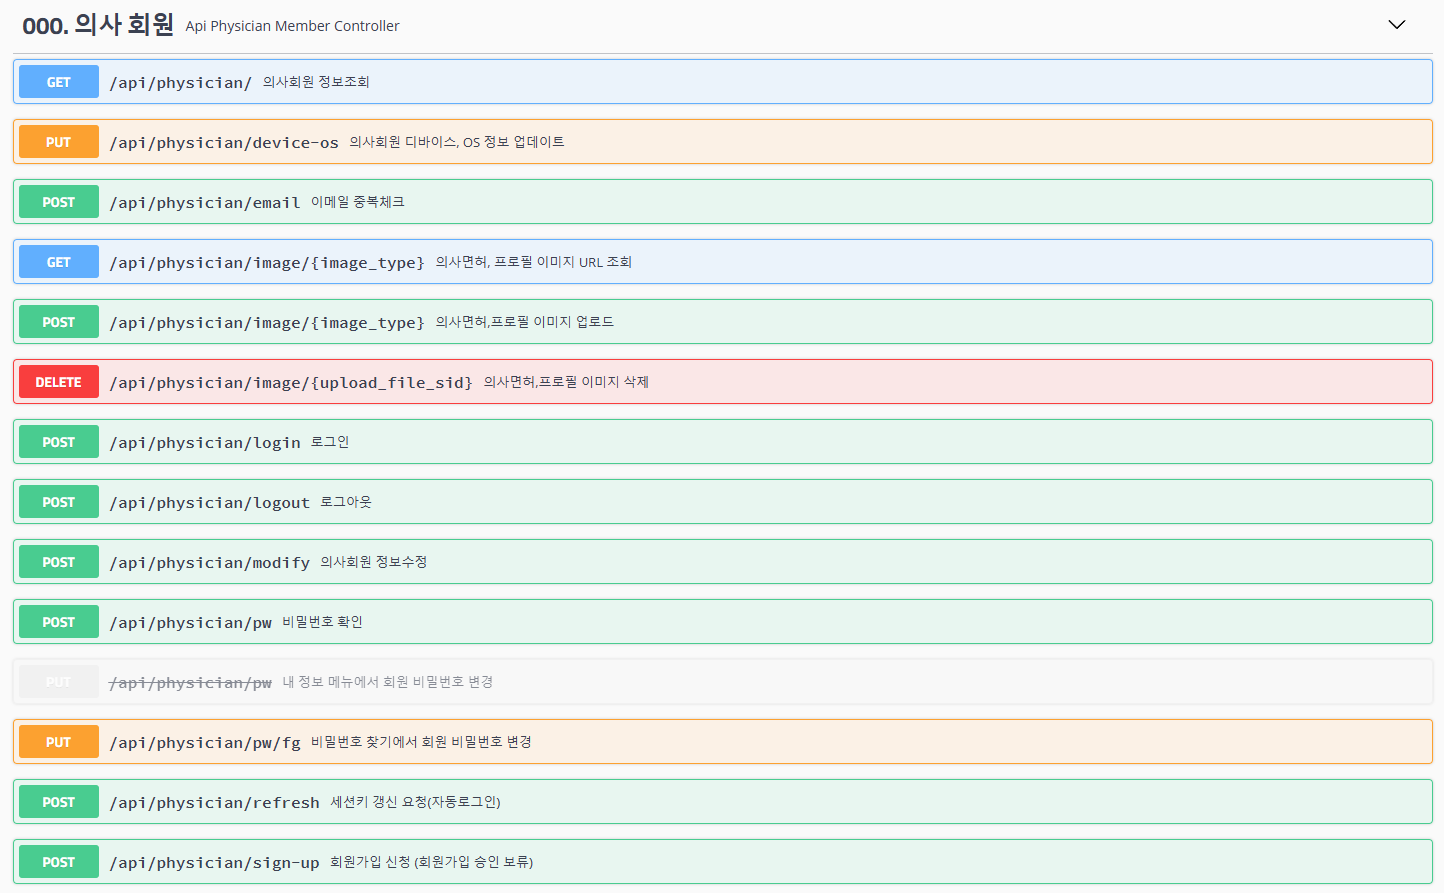 000. 의사 회원 Api Physician Member Controller
GET /api/physician/ 의사회원 정보조회
PUT /api/physician/device-os 의사회원 디바이스, OS 정보 업데이트
POST /api/physician/email 이메일 중복체크
GET /api/physician/image/{image_type} 의사면허, 프로필 이미지 URL 조회
POST /api/physician/image/{image_type} 의사면허,프로필 이미지 업로드
DELETE /api/physician/image/{upload_file_sid} 의사면허,프로필 이미지 삭제
POST /api/physician/login 로그인
POST /api/physician/logout 로그아웃
POST /api/physician/modify 의사회원 정보수정
POST /api/physician/pw 비밀번호 확인
PUT /api/physician/pw 내 정보 메뉴에서 회원 비밀번호 변경
PUT /api/physician/pw/fg 비밀번호 찾기에서 회원 비밀번호 변경
POST /api/physician/refresh 세션키 갱신 요청(자동로그인)
POST /api/physician/sign-up 회원가입 신청 (회원가입 승인 보류)